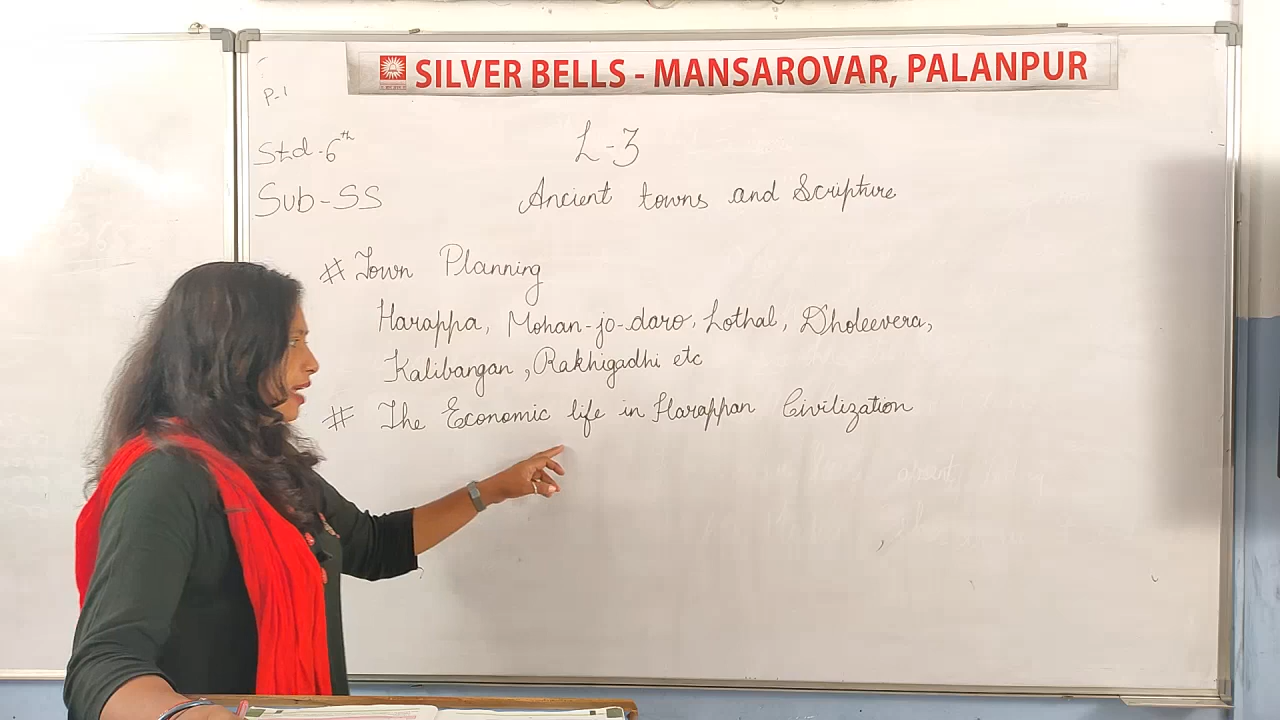 SILVER BELLS - MANSAROVAR, PALANPUR
P-1
Std-6th
L-3
Sub-SS
Ancient towns and Scripture
# Town Planning
Harappa, Mohan-jo-daro, Lothal, Dholeevera,
Kalibangan, Rakhigadhi etc
# The Economic life in Harappan Civilization